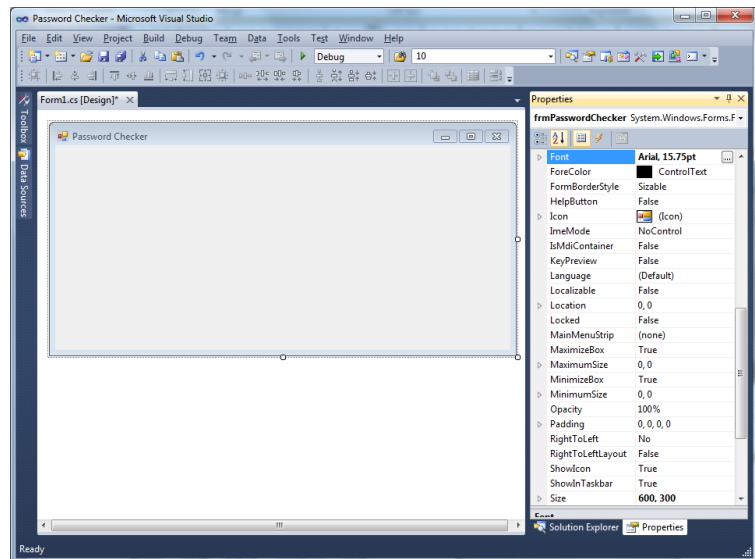 Password Checker - Microsoft Visual Studio
File Edit View Project Build Debug Team Data Tools Test Window Help
Debug 10
Form1.cs [Design]*
Toolbox
Data Sources
Password Checker
Properties
frmPasswordChecker System.Windows.Forms.F
Font Arial, 15.75pt ...
ForeColor ControlText
FormBorderStyle Sizable
HelpButton False
Icon (Icon)
ImeMode NoControl
IsMdiContainer False
KeyPreview False
Language (Default)
Localizable False
Location 0, 0
Locked False
MainMenuStrip (none)
MaximizeBox True
MaximumSize 0, 0
MinimizeBox True
MinimumSize 0, 0
Opacity 100%
Padding 0, 0, 0, 0
RightToLeft No
RightToLeftLayout False
ShowIcon True
ShowInTaskbar True
Size 600, 300
Font
Solution Explorer Properties
Ready